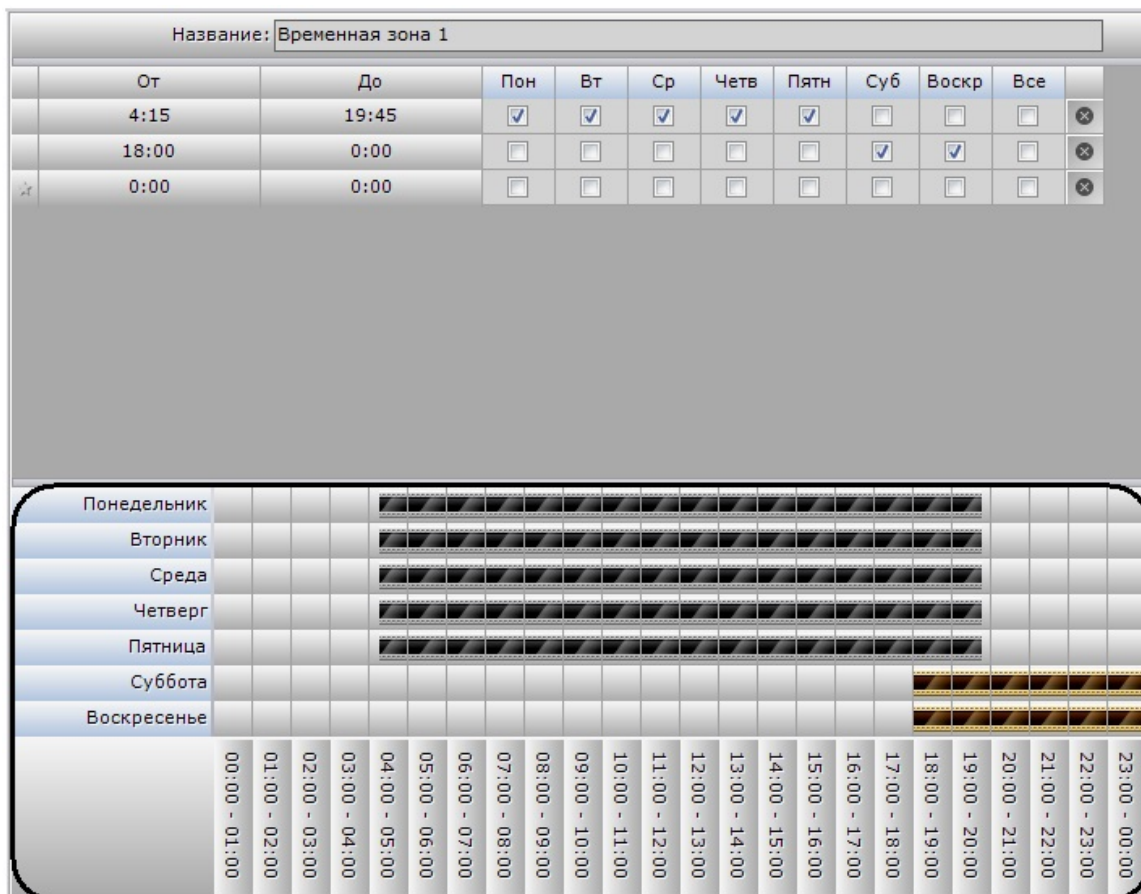 Название: Временная зона 1
От До Пон Вт Ср Четв Пятн Суб Воскр Все
4:15 19:45
18:00 0:00
0:00 0:00
Понедельник
Вторник
Среда
Четверг
Пятница
Суббота
Воскресенье
00:00 - 01:00
01:00 - 02:00
02:00 - 03:00
03:00 - 04:00
04:00 - 05:00
05:00 - 06:00
06:00 - 07:00
07:00 - 08:00
08:00 - 09:00
09:00 - 10:00
10:00 - 11:00
11:00 - 12:00
12:00 - 13:00
13:00 - 14:00
14:00 - 15:00
15:00 - 16:00
16:00 - 17:00
17:00 - 18:00
18:00 - 19:00
19:00 - 20:00
20:00 - 21:00
21:00 - 22:00
22:00 - 23:00
23:00 - 00:00